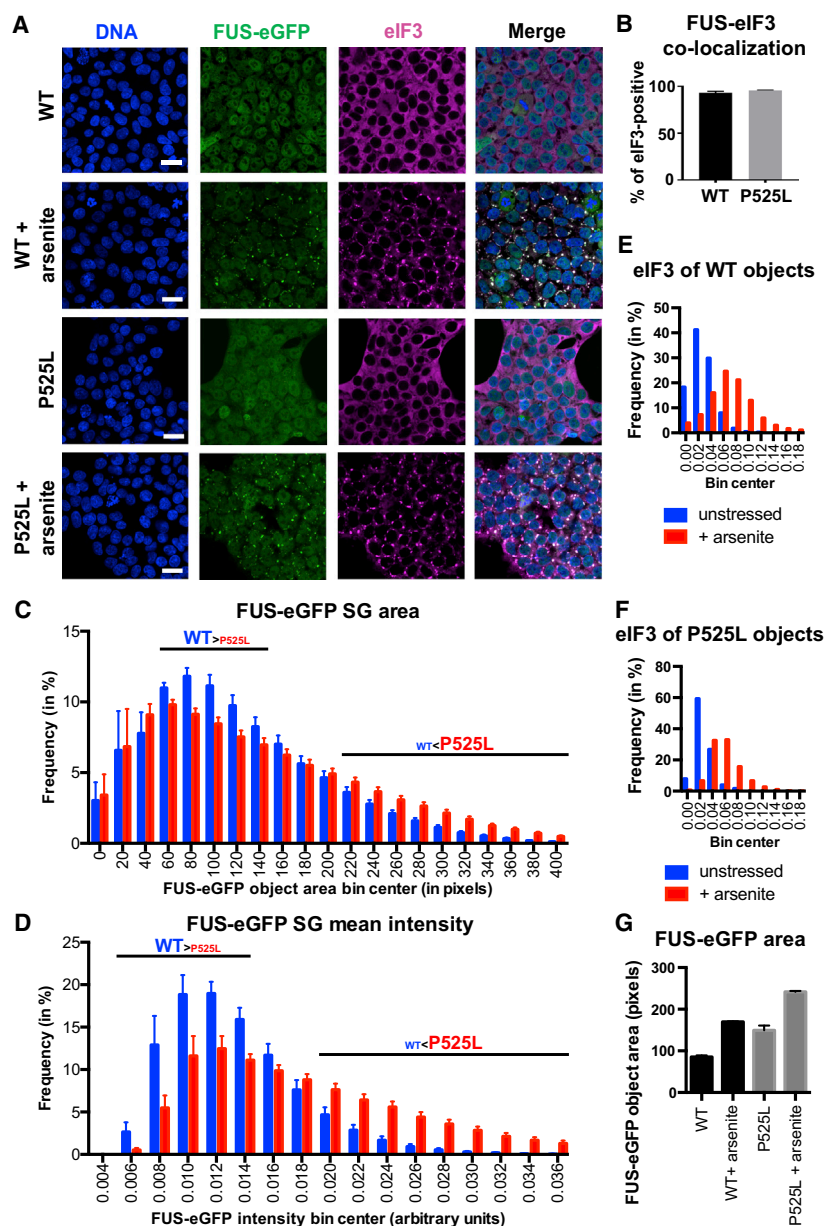 A
DNA
FUS-eGFP
eIF3
Merge
WT
WT +
arsenite
P525L
P525L +
arsenite
B
FUS-eIF3
co-localization
% of eIF3-positive
100
50
0
WT
P525L
E
eIF3 of WT objects
Frequency (in %)
50
40
30
20
10
0
0.00
0.02
0.04
0.06
0.08
0.10
0.12
0.14
0.16
0.18
Bin center
unstressed
+ arsenite
C
FUS-eGFP SG area
WT>P525L
WT<P525L
Frequency (in %)
15
10
5
0
0
20
40
60
80
100
120
140
160
180
200
220
240
260
280
300
320
340
360
380
400
FUS-eGFP object area bin center (in pixels)
F
eIF3 of P525L objects
Frequency (in %)
80
60
40
20
0
0.00
0.02
0.04
0.06
0.08
0.10
0.12
0.14
0.16
0.18
Bin center
unstressed
+ arsenite
D
FUS-eGFP SG mean intensity
WT>P525L
WT<P525L
Frequency (in %)
25
20
15
10
5
0
0.004
0.006
0.008
0.010
0.012
0.014
0.016
0.018
0.020
0.022
0.024
0.026
0.028
0.030
0.032
0.034
0.036
FUS-eGFP intensity bin center (arbitrary units)
G
FUS-eGFP area
FUS-eGFP object area (pixels)
300
200
100
0
WT
WT+ arsenite
P525L
P525L + arsenite